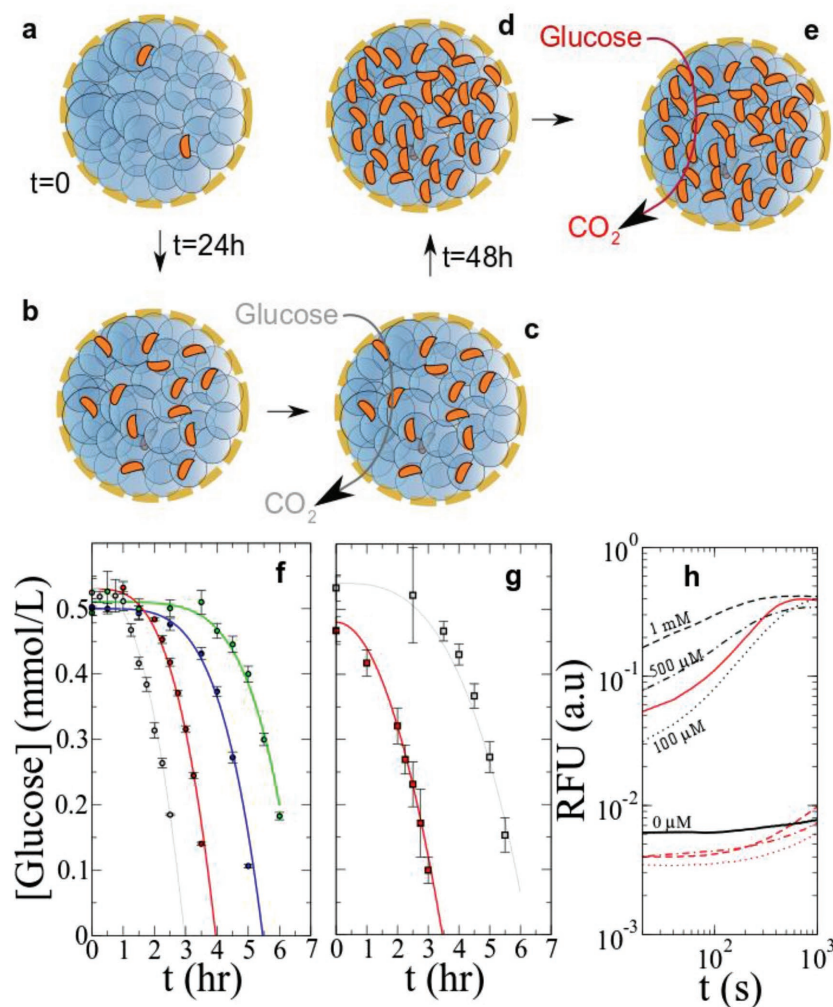 a
d
e
Glucose
t=0
CO2
t=24h
t=48h
b
c
Glucose
CO2
f
g
h
[Glucose] (mmol/L)
0.5
0.4
0.3
0.2
0.1
0
0 1 2 3 4 5 6 7
t (hr)
0 1 2 3 4 5 6 7
t (hr)
RFU (a.u)
10^0
10^-1
10^-2
10^-3
1 mM
500 µM
100 µM
0 µM
10^2 10^3
t (s)